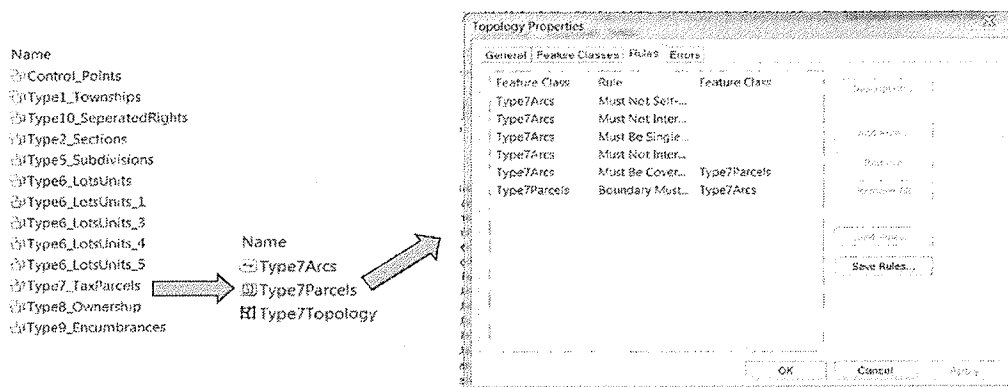 Name
Control_Points
Type1_Townships
Type10_SeperatedRights
Type2_Sections
Type5_Subdivisions
Type6_LotsUnits
Type6_LotsUnits_1
Type6_LotsUnits_3
Type6_LotsUnits_4
Type6_LotsUnits_5
Type7_TaxParcels
Type8_Ownership
Type9_Encumbrances
Name
Type7Arcs
Type7Parcels
Type7Topology
Topology Properties
General Feature Classes Rules Errors
Feature Class Rule Feature Class
Type7Arcs Must Not Self-...
Type7Arcs Must Not Inter...
Type7Arcs Must Be Single...
Type7Arcs Must Not Inter...
Type7Arcs Must Be Cover... Type7Parcels
Type7Parcels Boundary Must... Type7Arcs
Remove All
Save Rules...
OK Cancel Apply